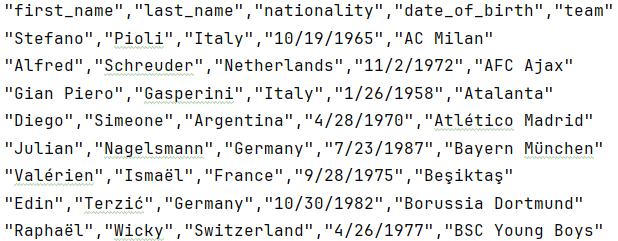 "first_name","last_name","nationality","date_of_birth","team"
"Stefano","Pioli","Italy","10/19/1965","AC Milan"
"Alfred","Schreuder","Netherlands","11/2/1972","AFC Ajax"
"Gian Piero","Gasperini","Italy","1/26/1958","Atalanta"
"Diego","Simeone","Argentina","4/28/1970","Atlético Madrid"
"Julian","Nagelsmann","Germany","7/23/1987","Bayern München"
"Valérien","Ismaël","France","9/28/1975","Beşiktaş"
"Edin","Terzić","Germany","10/30/1982","Borussia Dortmund"
"Raphaël","Wicky","Switzerland","4/26/1977","BSC Young Boys"